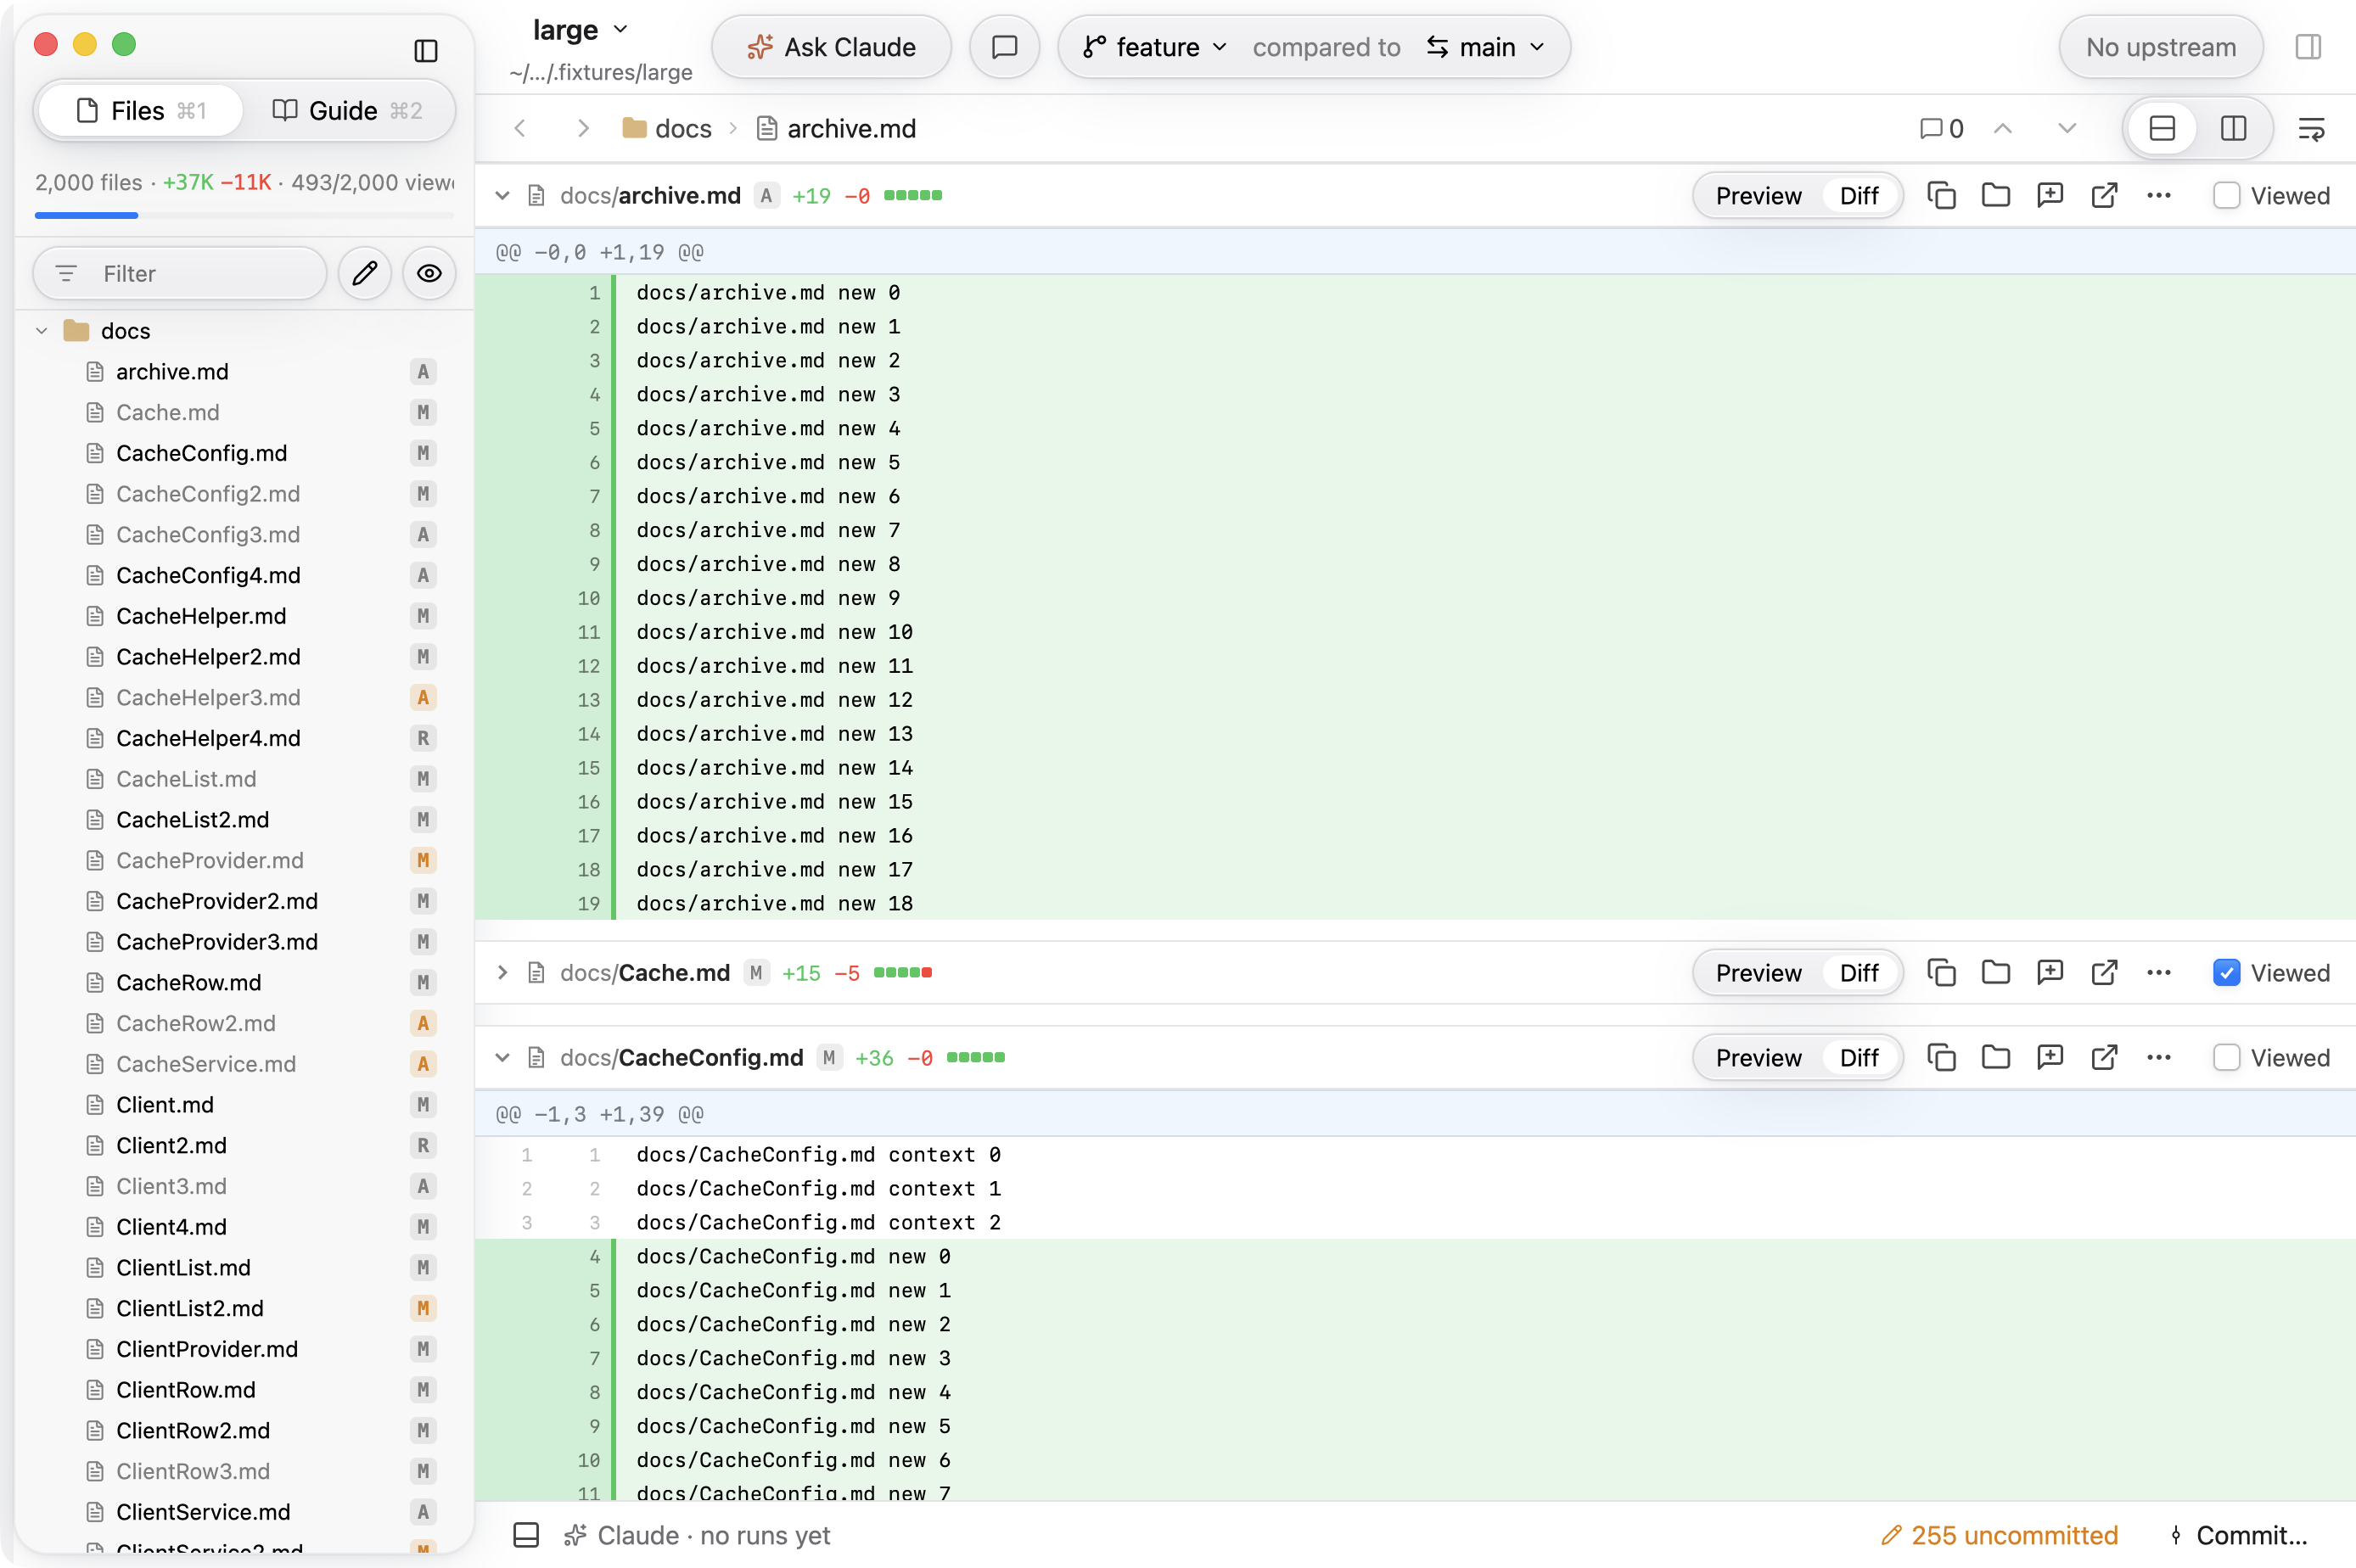 large
~/.../.fixtures/large
Ask Claude
feature compared to main
No upstream
Files ⌘1 Guide ⌘2
2,000 files · +37K −11K · 493/2,000
Filter
docs
archive.md A
Cache.md M
CacheConfig.md M
CacheConfig2.md M
CacheConfig3.md A
CacheConfig4.md A
CacheHelper.md M
CacheHelper2.md M
CacheHelper3.md A
CacheHelper4.md R
CacheList.md M
CacheList2.md M
CacheProvider.md M
CacheProvider2.md M
CacheProvider3.md M
CacheRow.md M
CacheRow2.md A
CacheService.md A
Client.md M
Client2.md R
Client3.md A
Client4.md M
ClientList.md M
ClientList2.md M
ClientProvider.md M
ClientRow.md M
ClientRow2.md M
ClientRow3.md M
ClientService.md A
ClientService2.md M
docs › archive.md
0
docs/archive.md A +19 −0
Preview Diff Viewed
@@ −0,0 +1,19 @@
1 docs/archive.md new 0
2 docs/archive.md new 1
3 docs/archive.md new 2
4 docs/archive.md new 3
5 docs/archive.md new 4
6 docs/archive.md new 5
7 docs/archive.md new 6
8 docs/archive.md new 7
9 docs/archive.md new 8
10 docs/archive.md new 9
11 docs/archive.md new 10
12 docs/archive.md new 11
13 docs/archive.md new 12
14 docs/archive.md new 13
15 docs/archive.md new 14
16 docs/archive.md new 15
17 docs/archive.md new 16
18 docs/archive.md new 17
19 docs/archive.md new 18
docs/Cache.md M +15 −5
Preview Diff Viewed
docs/CacheConfig.md M +36 −0
Preview Diff Viewed
@@ −1,3 +1,39 @@
1 1 docs/CacheConfig.md context 0
2 2 docs/CacheConfig.md context 1
3 3 docs/CacheConfig.md context 2
4 docs/CacheConfig.md new 0
5 docs/CacheConfig.md new 1
6 docs/CacheConfig.md new 2
7 docs/CacheConfig.md new 3
8 docs/CacheConfig.md new 4
9 docs/CacheConfig.md new 5
10 docs/CacheConfig.md new 6
11 docs/CacheConfig.md new 7
Claude · no runs yet
255 uncommitted
Commit...